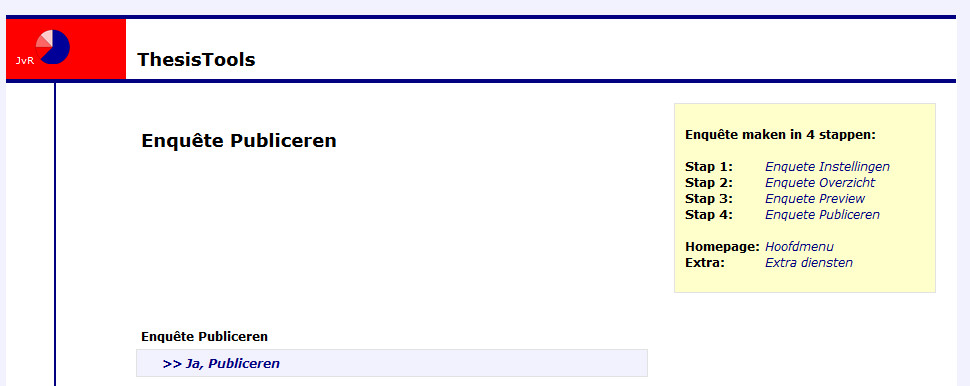 JvR
ThesisTools
Enquête Publiceren
Enquête maken in 4 stappen:
Stap 1: Enquete Instellingen
Stap 2: Enquete Overzicht
Stap 3: Enquete Preview
Stap 4: Enquete Publiceren
Homepage: Hoofdmenu
Extra: Extra diensten
Enquête Publiceren
>> Ja, Publiceren